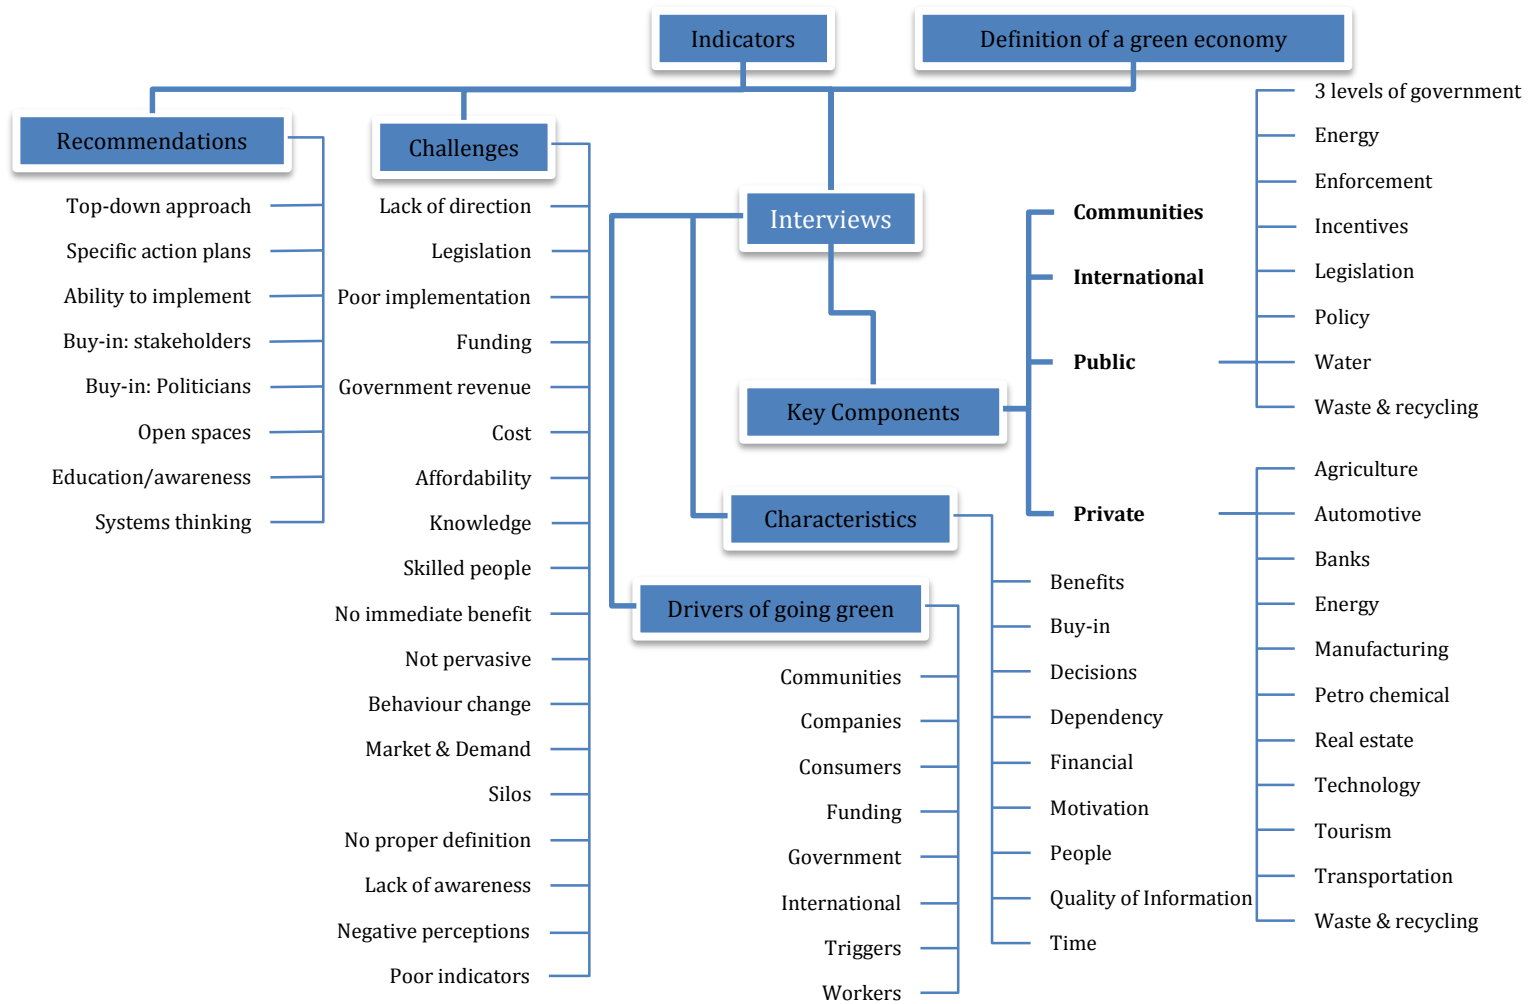 Indicators
Definition of a green economy
Recommendations
Top-down approach
Specific action plans
Ability to implement
Buy-in: stakeholders
Buy-in: Politicians
Open spaces
Education/awareness
Systems thinking
Challenges
Lack of direction
Legislation
Poor implementation
Funding
Government revenue
Cost
Affordability
Knowledge
Skilled people
No immediate benefit
Not pervasive
Behaviour change
Market & Demand
Silos
No proper definition
Lack of awareness
Negative perceptions
Poor indicators
Interviews
Key Components
Communities
International
Public
3 levels of government
Energy
Enforcement
Incentives
Legislation
Policy
Water
Waste & recycling
Private
Agriculture
Automotive
Banks
Energy
Manufacturing
Petro chemical
Real estate
Technology
Tourism
Transportation
Waste & recycling
Characteristics
Benefits
Buy-in
Decisions
Dependency
Financial
Motivation
People
Quality of Information
Time
Drivers of going green
Communities
Companies
Consumers
Funding
Government
International
Triggers
Workers